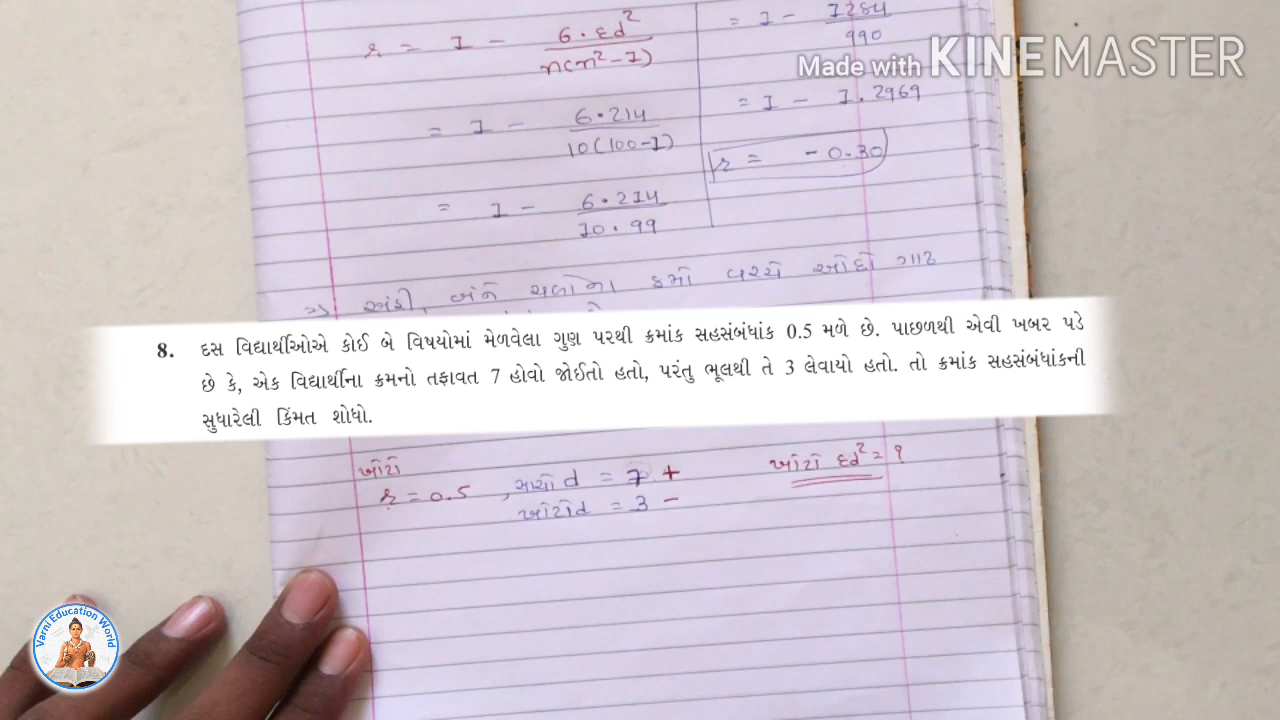 r = 1 - 6·Σd² / n(n²-1)
= 1 - 6·214 / 10(100-1)
= 1 - 6·214 / 10·99
= 1 - 1284 / 990
= 1 - 1.2969
r = -0.30
Made with KINEMASTER
બંને ચલોના ક્રમો વચ્ચે
8. દસ વિદ્યાર્થીઓએ કોઈ બે વિષયોમાં મેળવેલા ગુણ પરથી ક્રમાંક સહસંબંધાંક 0.5 મળે છે. પાછળથી એવી ખબર પડે
છે કે, એક વિદ્યાર્થીના ક્રમનો તફાવત 7 હોવો જોઈતો હતો, પરંતુ ભૂલથી તે 3 લેવાયો હતો. તો ક્રમાંક સહસંબંધાંકની
સુધારેલી કિંમત શોધો.
ખોટો
r = 0.5 , સાચો d = 7 + ખોટો Σd² = ?
ખોટો d = 3 -
Varni Education World